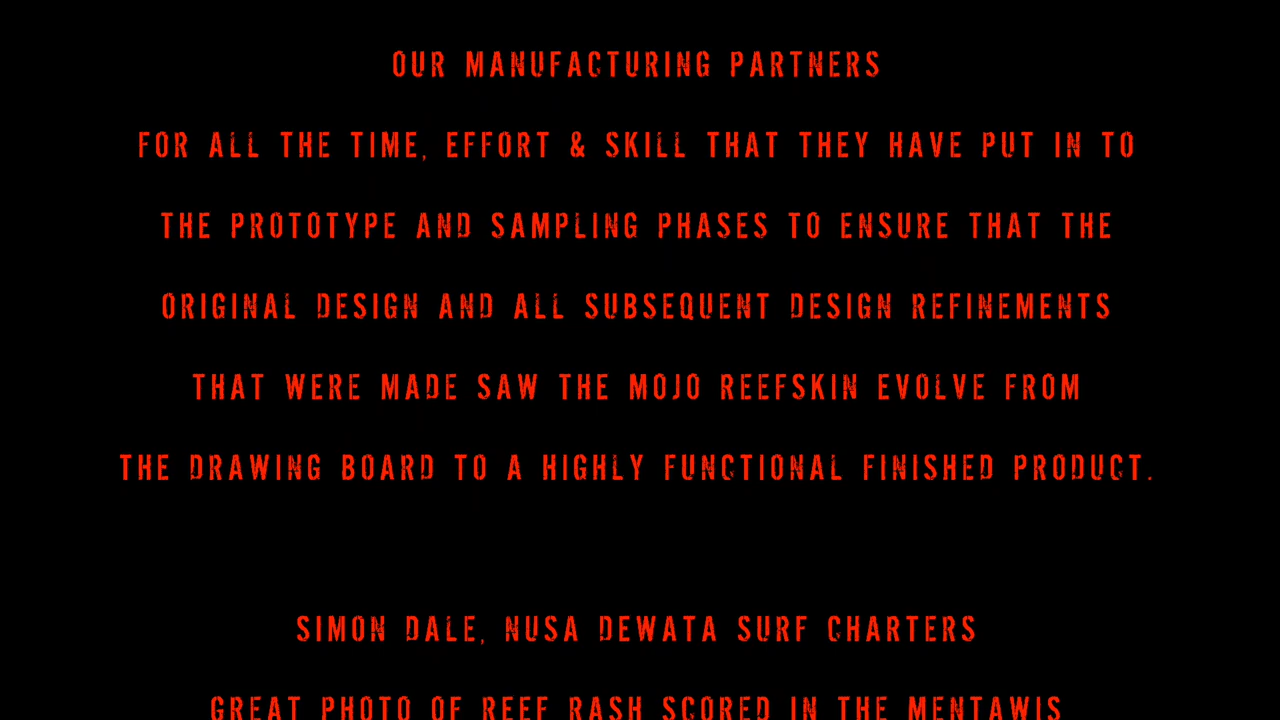 OUR MANUFACTURING PARTNERS
FOR ALL THE TIME, EFFORT & SKILL THAT THEY HAVE PUT IN TO
THE PROTOTYPE AND SAMPLING PHASES TO ENSURE THAT THE
ORIGINAL DESIGN AND ALL SUBSEQUENT DESIGN REFINEMENTS
THAT WERE MADE SAW THE MOJO REEFSKIN EVOLVE FROM
THE DRAWING BOARD TO A HIGHLY FUNCTIONAL FINISHED PRODUCT.
SIMON DALE, NUSA DEWATA SURF CHARTERS
GREAT PHOTO OF REEF RASH SCORED IN THE MENTAWIS